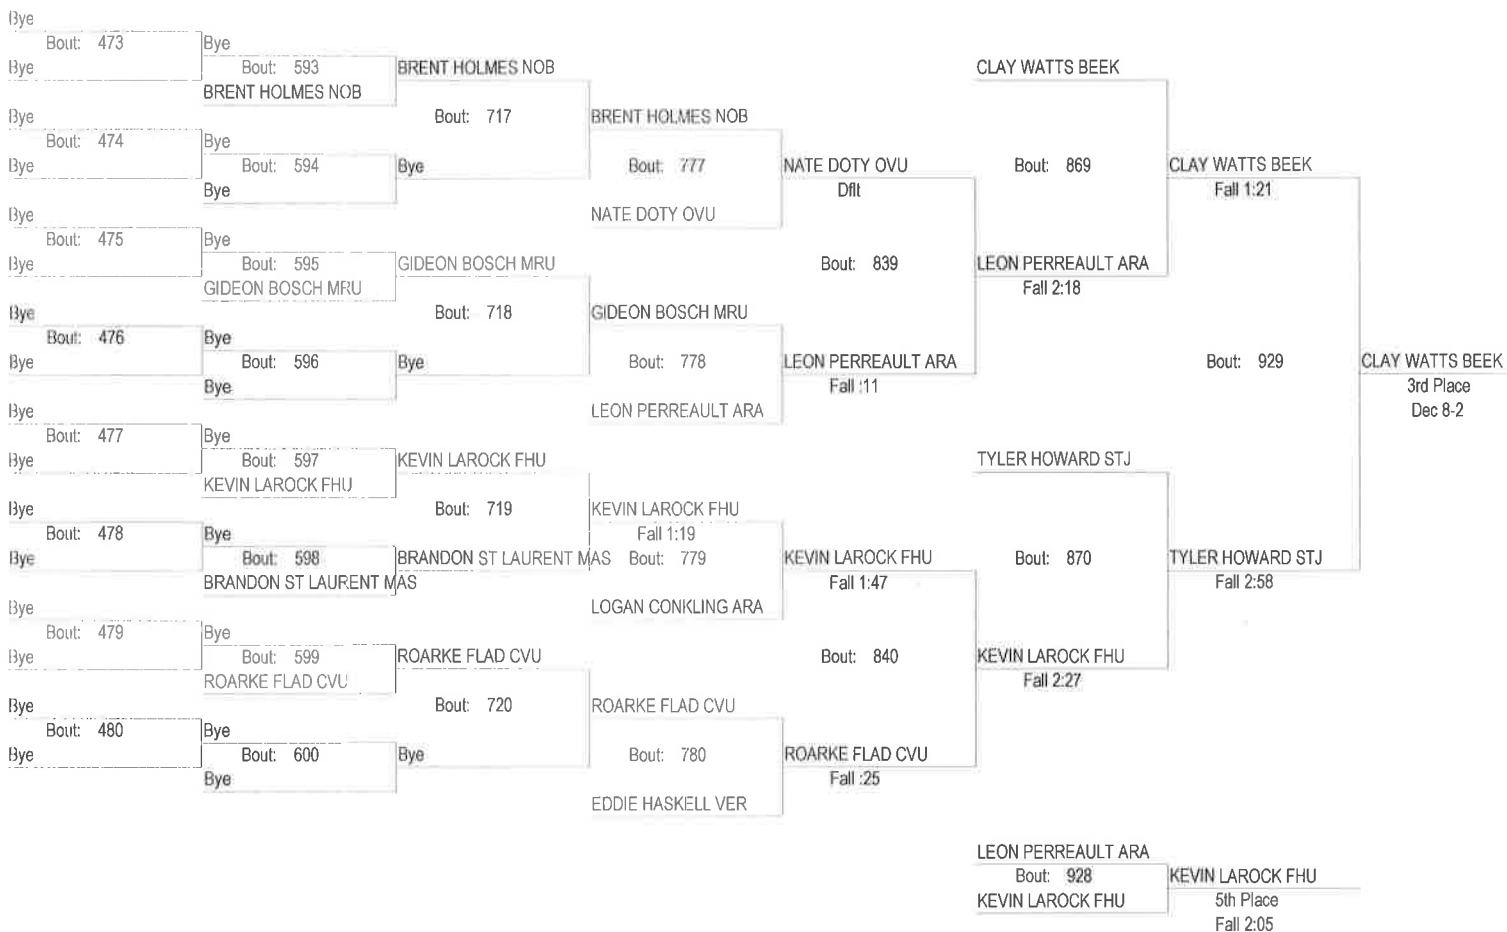 Bye
Bout: 473
Bye
Bye
Bout: 593
BRENT HOLMES NOB
Bye
Bout: 474
Bye
Bye
Bout: 594
Bye
Bye
Bout: 475
Bye
Bye
Bout: 595
GIDEON BOSCH MRU
Bye
Bout: 476
Bye
Bye
Bout: 596
Bye
Bye
Bout: 477
Bye
Bye
Bout: 597
KEVIN LAROCK FHU
Bye
Bout: 478
Bye
Bye
Bout: 598
BRANDON ST LAURENT MAS
Bye
Bout: 479
Bye
Bye
Bout: 599
ROARKE FLAD CVU
Bye
Bout: 480
Bye
Bye
Bout: 600
Bye
BRENT HOLMES NOB
Bout: 717
Bye
GIDEON BOSCH MRU
Bout: 718
Bye
KEVIN LAROCK FHU
Bout: 719
BRANDON ST LAURENT MAS
ROARKE FLAD CVU
Bout: 720
Bye
BRENT HOLMES NOB
Bout: 777
NATE DOTY OVU
GIDEON BOSCH MRU
Bout: 778
LEON PERREAULT ARA
KEVIN LAROCK FHU
Fall 1:19
Bout: 779
LOGAN CONKLING ARA
ROARKE FLAD CVU
Bout: 780
EDDIE HASKELL VER
NATE DOTY OVU
Dflt
Bout: 839
LEON PERREAULT ARA
Fall :11
KEVIN LAROCK FHU
Fall 1:47
Bout: 840
ROARKE FLAD CVU
Fall :25
CLAY WATTS BEEK
Bout: 869
LEON PERREAULT ARA
Fall 2:18
TYLER HOWARD STJ
Bout: 870
KEVIN LAROCK FHU
Fall 2:27
CLAY WATTS BEEK
Fall 1:21
Bout: 929
TYLER HOWARD STJ
Fall 2:58
CLAY WATTS BEEK
3rd Place
Dec 8-2
LEON PERREAULT ARA
Bout: 928
KEVIN LAROCK FHU
KEVIN LAROCK FHU
5th Place
Fall 2:05